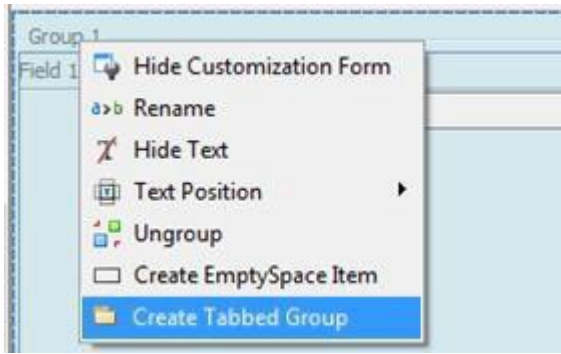 Group 1
Field 1
Hide Customization Form
a>b Rename
Hide Text
Text Position
Ungroup
Create EmptySpace Item
Create Tabbed Group